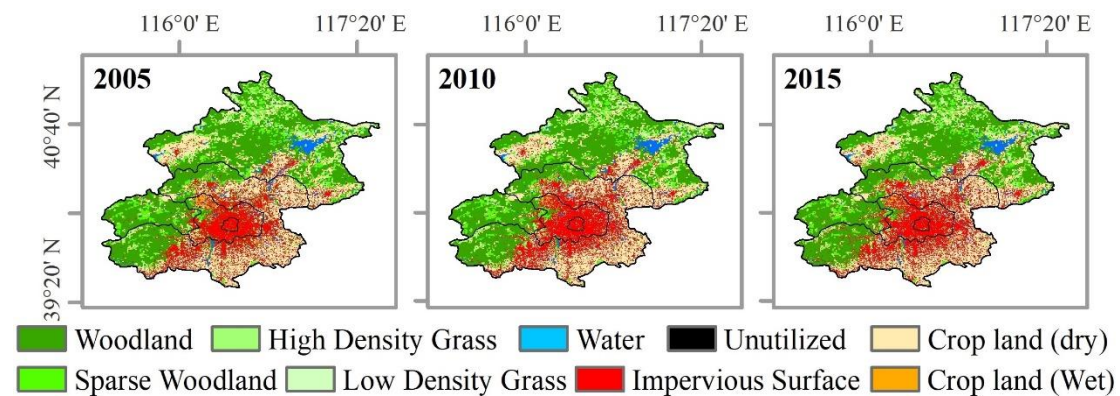 116°0' E 117°20' E 116°0' E 117°20' E 116°0' E 117°20' E
2005 2010 2015
40°40' N
39°20' N
Woodland High Density Grass Water Unutilized Crop land (dry)
Sparse Woodland Low Density Grass Impervious Surface Crop land (Wet)